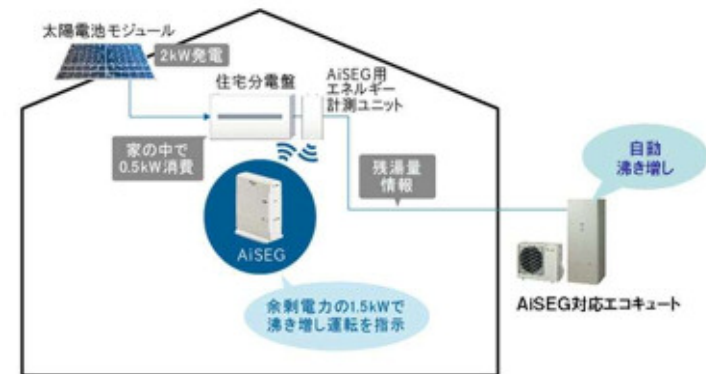 太陽電池モジュール
2kW発電
住宅分電盤
AiSEG用
エネルギー
計測ユニット
家の中で
0.5kW消費
残湯量
情報
自動
沸き増し
AiSEG
余剰電力の1.5kWで
沸き増し運転を指示
AiSEG対応エコキュート